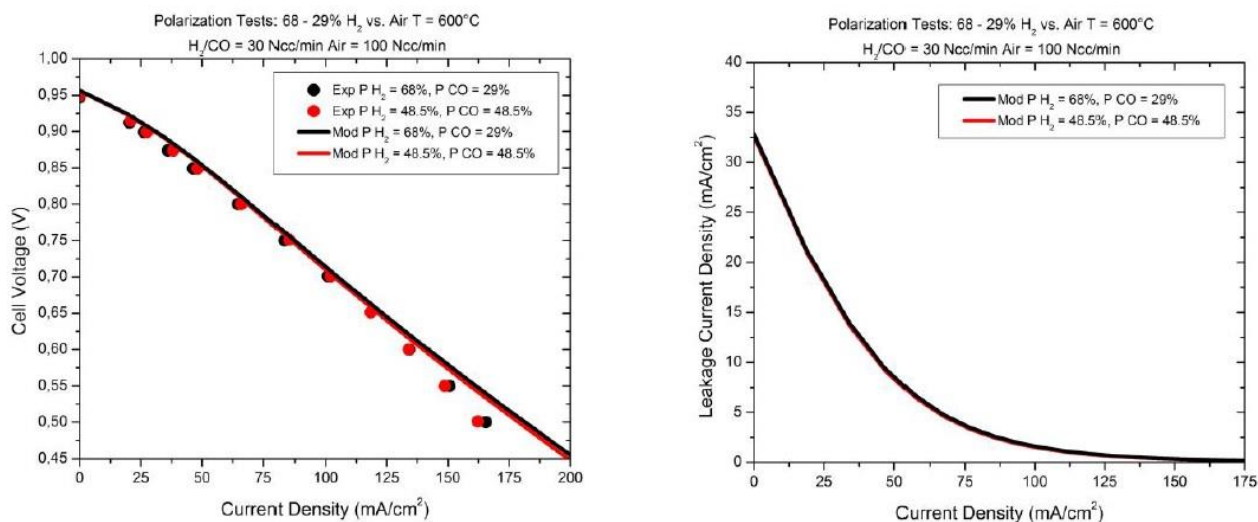 Polarization Tests: 68 - 29% H₂ vs. Air T = 600°C
H₂/CO = 30 Ncc/min Air = 100 Ncc/min
Exp P H₂ = 68%, P CO = 29%
Exp P H₂ = 48.5%, P CO = 48.5%
Mod P H₂ = 68%, P CO = 29%
Mod P H₂ = 48.5%, P CO = 48.5%
Cell Voltage (V)
1,00
0,95
0,90
0,85
0,80
0,75
0,70
0,65
0,60
0,55
0,50
0,45
0 25 50 75 100 125 150 175 200
Current Density (mA/cm²)
Polarization Tests: 68 - 29% H₂ vs. Air T = 600°C
H₂/CO = 30 Ncc/min Air = 100 Ncc/min
Mod P H₂ = 68%, P CO = 29%
Mod P H₂ = 48.5%, P CO = 48.5%
Leakage Current Density (mA/cm²)
40
35
30
25
20
15
10
5
0
0 25 50 75 100 125 150 175
Current Density (mA/cm²)